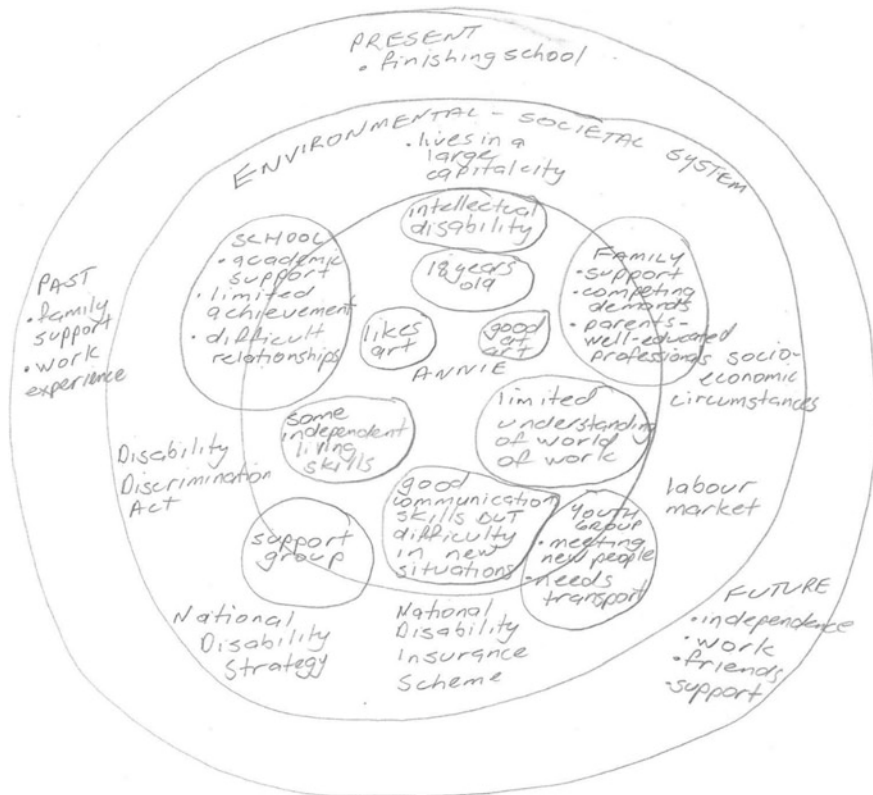 PRESENT
• finishing school
ENVIRONMENTAL - SOCIETAL SYSTEM
• lives in a
large
capital city
intellectual
disability
18 years
old
SCHOOL
• academic
support
• limited
achievement
• difficult
relationships
likes
art
good
at
art
ANNIE
FAMILY
• support
• competing
demands
• parents -
well-educated
professionals
socio-
economic
circumstances
PAST
• family
support
• work
experience
some
independent
living
skills
limited
understanding
of world
of work
Disability
Discrimination
Act
support
group
good
communication
skills but
difficulty
in new
situations
YOUTH
GROUP
• meeting
new people
• needs
transport
labour
market
National
Disability
Strategy
National
Disability
Insurance
Scheme
FUTURE
• independence
• work
• friends
• support